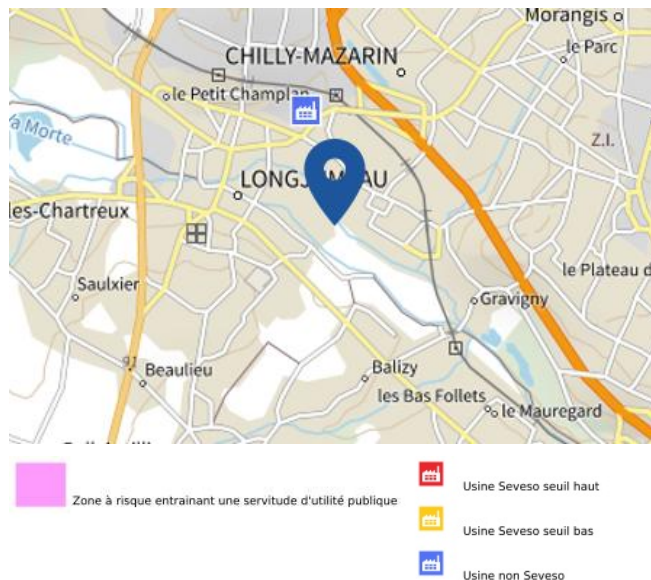 Morangis
le Parc
CHILLY-MAZARIN
le Petit Champlan
a Morte
Z.I.
LONGJUMEAU
les-Chartreux
le Plateau d
Saulxier
Gravigny
91
Beaulieu
Balizy
les Bas Follets
le Mauregard
Zone à risque entrainant une servitude d'utilité publique
Usine Seveso seuil haut
Usine Seveso seuil bas
Usine non Seveso